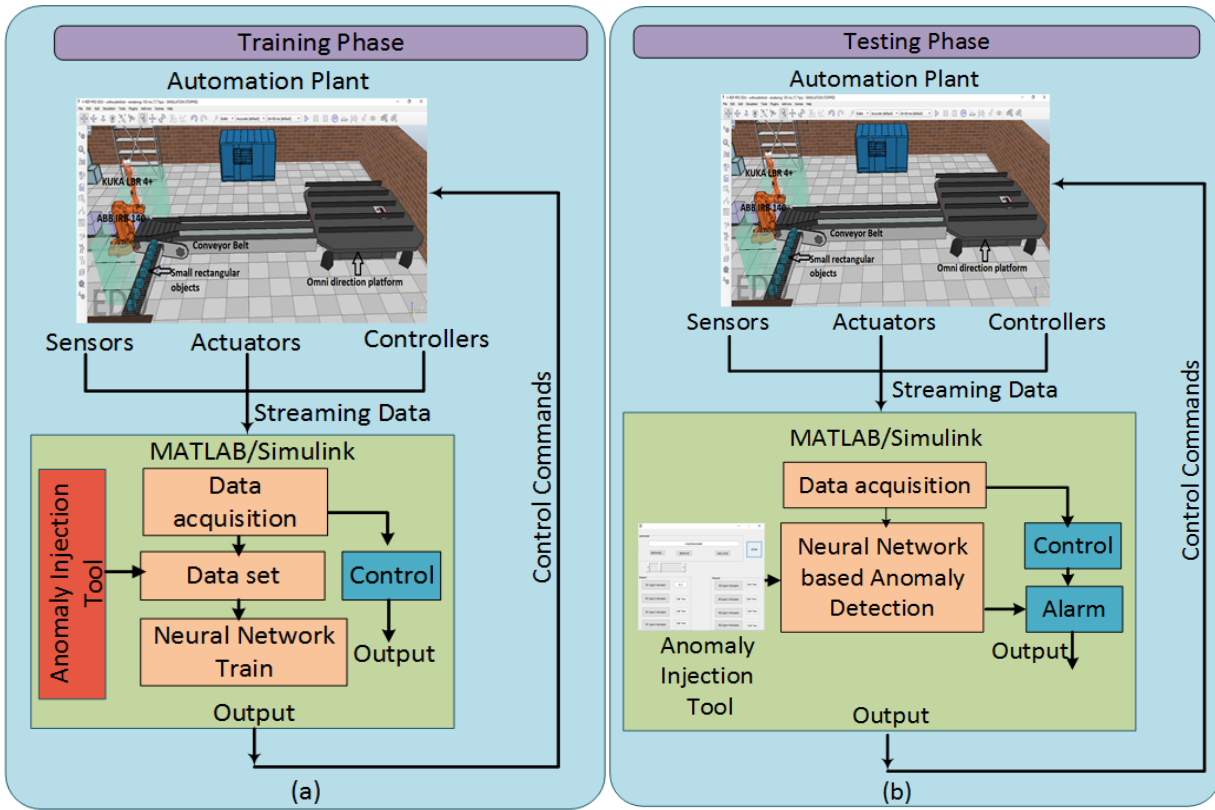 Training Phase
Automation Plant
KUKA LBR 4+
ABB IRB 140
Conveyor Belt
Small rectangular
objects
Omni direction platform
ED
Sensors
Actuators
Controllers
Streaming Data
MATLAB/Simulink
Anomaly Injection
Tool
Data
acquisition
Data set
Neural Network
Train
Control
Output
Output
Control Commands
(a)
Testing Phase
Automation Plant
KUKA LBR 4+
ABB IRB 140
Conveyor Belt
Small rectangular
objects
Omni direction platform
ED
Sensors
Actuators
Controllers
Streaming Data
MATLAB/Simulink
Data acquisition
Neural Network
based Anomaly
Detection
Control
Alarm
Output
Anomaly
Injection
Tool
Output
Control Commands
(b)